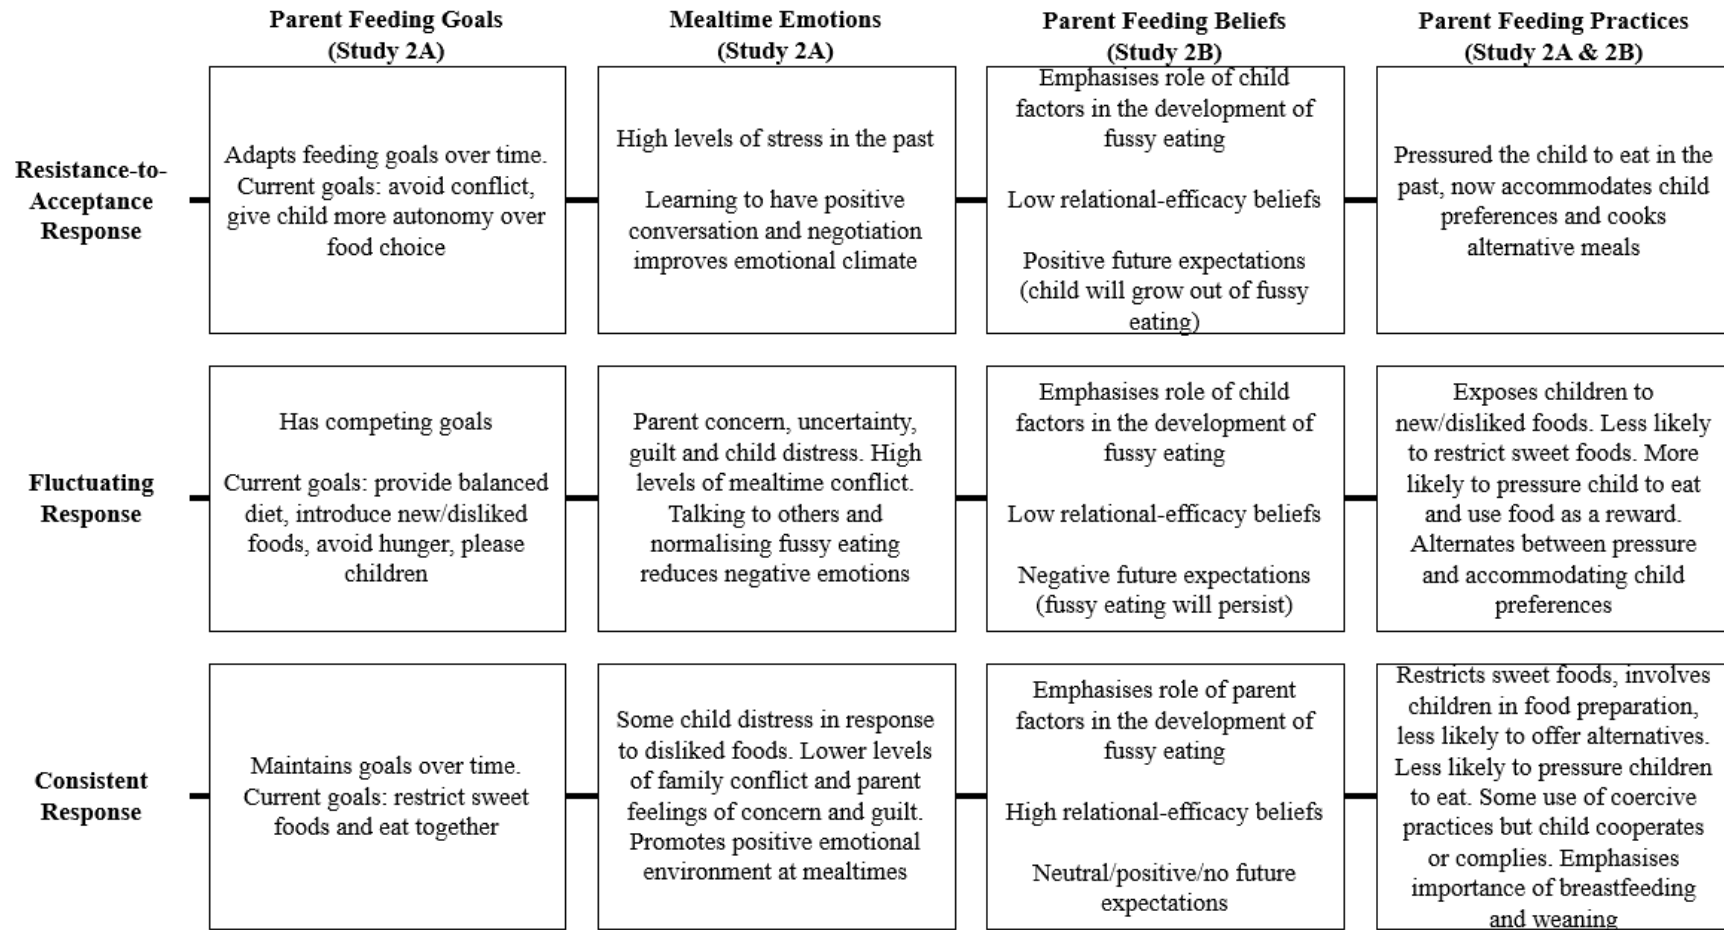 Parent Feeding Goals
(Study 2A)
Mealtime Emotions
(Study 2A)
Parent Feeding Beliefs
(Study 2B)
Parent Feeding Practices
(Study 2A & 2B)
Resistance-to-
Acceptance
Response
Adapts feeding goals over time.
Current goals: avoid conflict,
give child more autonomy over
food choice
High levels of stress in the past
Learning to have positive
conversation and negotiation
improves emotional climate
Emphasises role of child
factors in the development of
fussy eating
Low relational-efficacy beliefs
Positive future expectations
(child will grow out of fussy
eating)
Pressured the child to eat in the
past, now accommodates child
preferences and cooks
alternative meals
Fluctuating
Response
Has competing goals
Current goals: provide balanced
diet, introduce new/disliked
foods, avoid hunger, please
children
Parent concern, uncertainty,
guilt and child distress. High
levels of mealtime conflict.
Talking to others and
normalising fussy eating
reduces negative emotions
Emphasises role of child
factors in the development of
fussy eating
Low relational-efficacy beliefs
Negative future expectations
(fussy eating will persist)
Exposes children to
new/disliked foods. Less likely
to restrict sweet foods. More
likely to pressure child to eat
and use food as a reward.
Alternates between pressure
and accommodating child
preferences
Consistent
Response
Maintains goals over time.
Current goals: restrict sweet
foods and eat together
Some child distress in response
to disliked foods. Lower levels
of family conflict and parent
feelings of concern and guilt.
Promotes positive emotional
environment at mealtimes
Emphasises role of parent
factors in the development of
fussy eating
High relational-efficacy beliefs
Neutral/positive/no future
expectations
Restricts sweet foods, involves
children in food preparation,
less likely to offer alternatives.
Less likely to pressure children
to eat. Some use of coercive
practices but child cooperates
or complies. Emphasises
importance of breastfeeding
and weaning